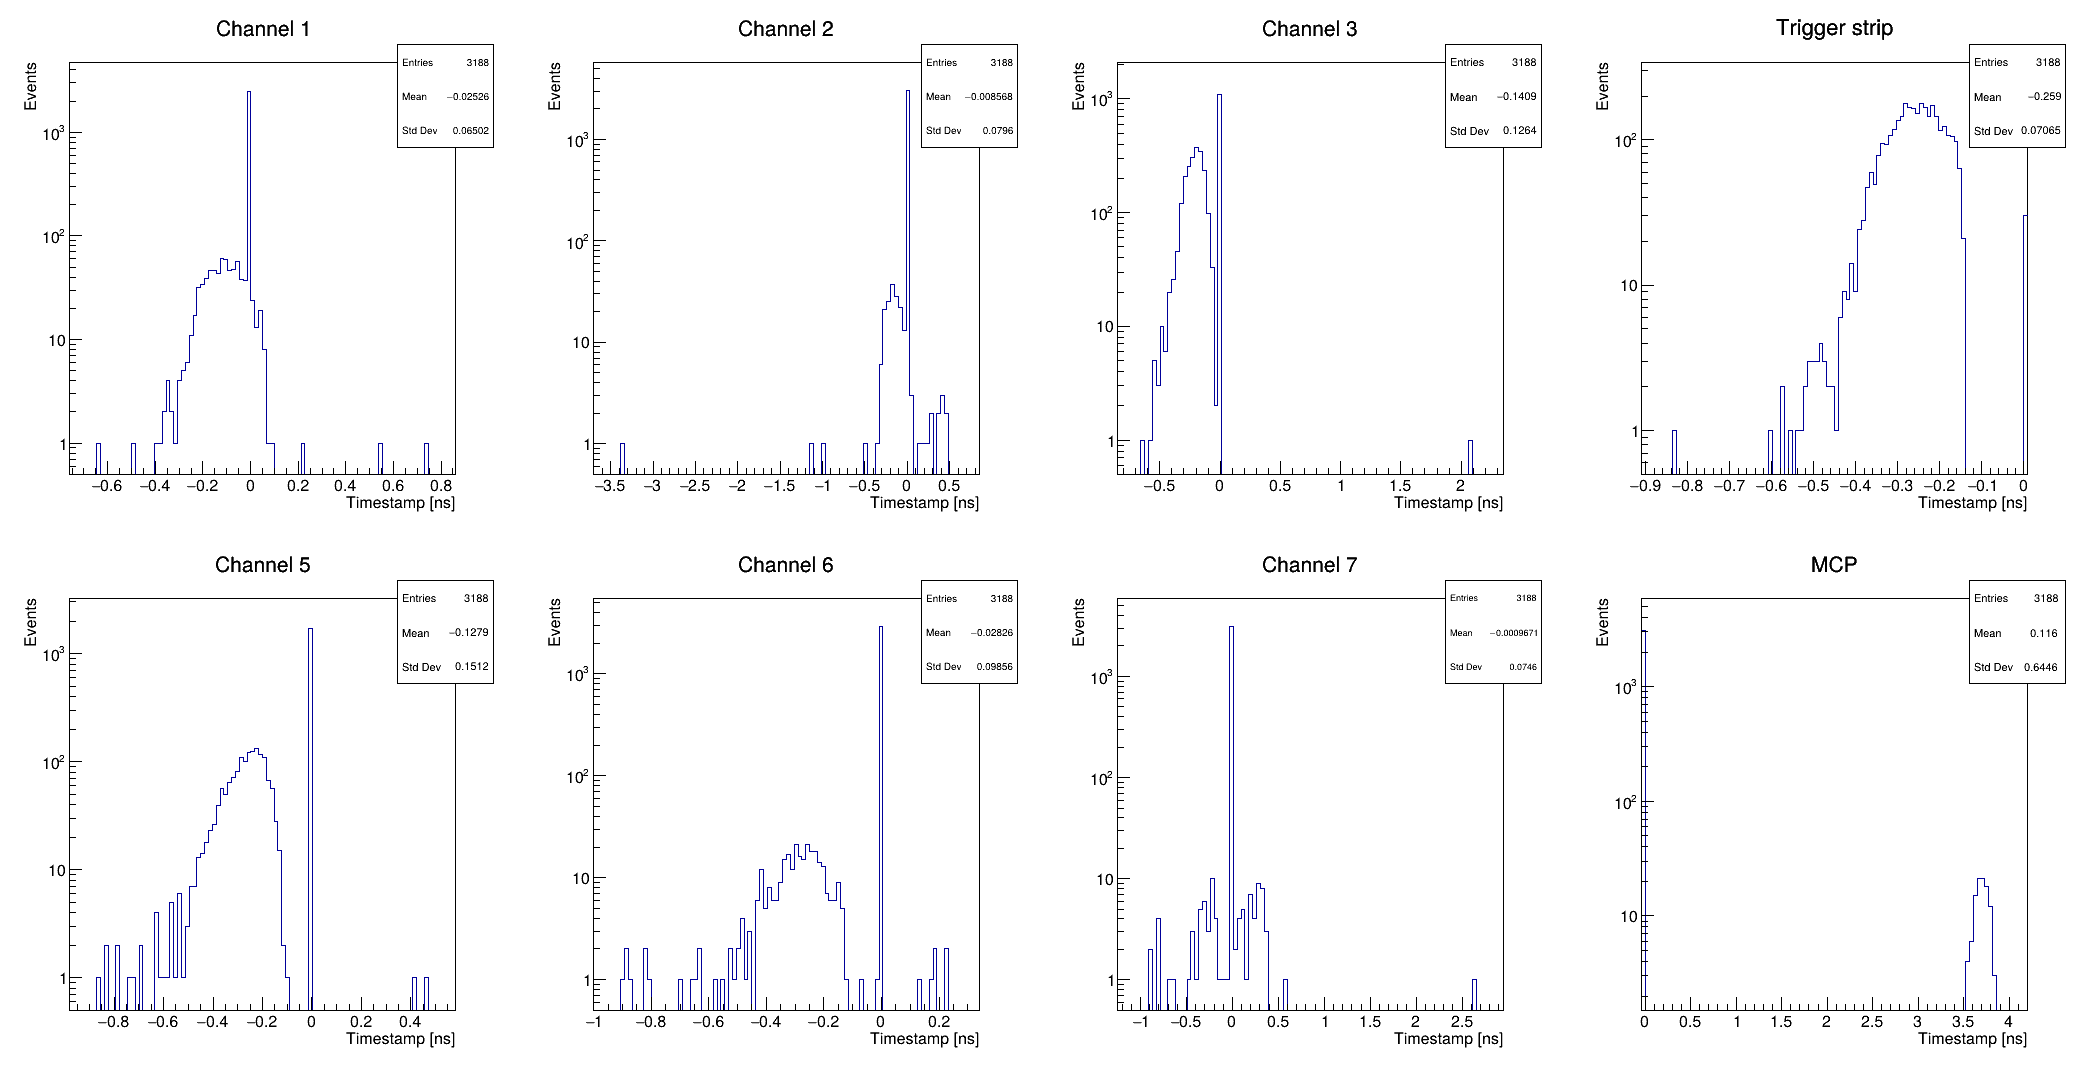 Channel 1
Events
Entries 3188
Mean −0.02526
Std Dev 0.06502
10³
10²
10
1
−0.6 −0.4 −0.2 0 0.2 0.4 0.6 0.8
Timestamp [ns]
Channel 2
Events
Entries 3188
Mean −0.008568
Std Dev 0.0796
10³
10²
10
1
−3.5 −3 −2.5 −2 −1.5 −1 −0.5 0 0.5
Timestamp [ns]
Channel 3
Events
Entries 3188
Mean −0.1409
Std Dev 0.1264
10³
10²
10
1
−0.5 0 0.5 1 1.5 2
Timestamp [ns]
Trigger strip
Events
Entries 3188
Mean −0.259
Std Dev 0.07065
10²
10
1
−0.9 −0.8 −0.7 −0.6 −0.5 −0.4 −0.3 −0.2 −0.1 0
Timestamp [ns]
Channel 5
Events
Entries 3188
Mean −0.1279
Std Dev 0.1512
10³
10²
10
1
−0.8 −0.6 −0.4 −0.2 0 0.2 0.4
Timestamp [ns]
Channel 6
Events
Entries 3188
Mean −0.02826
Std Dev 0.09856
10³
10²
10
1
−1 −0.8 −0.6 −0.4 −0.2 0 0.2
Timestamp [ns]
Channel 7
Events
Entries 3188
Mean −0.0009671
Std Dev 0.0746
10³
10²
10
1
−1 −0.5 0 0.5 1 1.5 2 2.5
Timestamp [ns]
MCP
Events
Entries 3188
Mean 0.116
Std Dev 0.6446
10³
10²
10
0 0.5 1 1.5 2 2.5 3 3.5 4
Timestamp [ns]